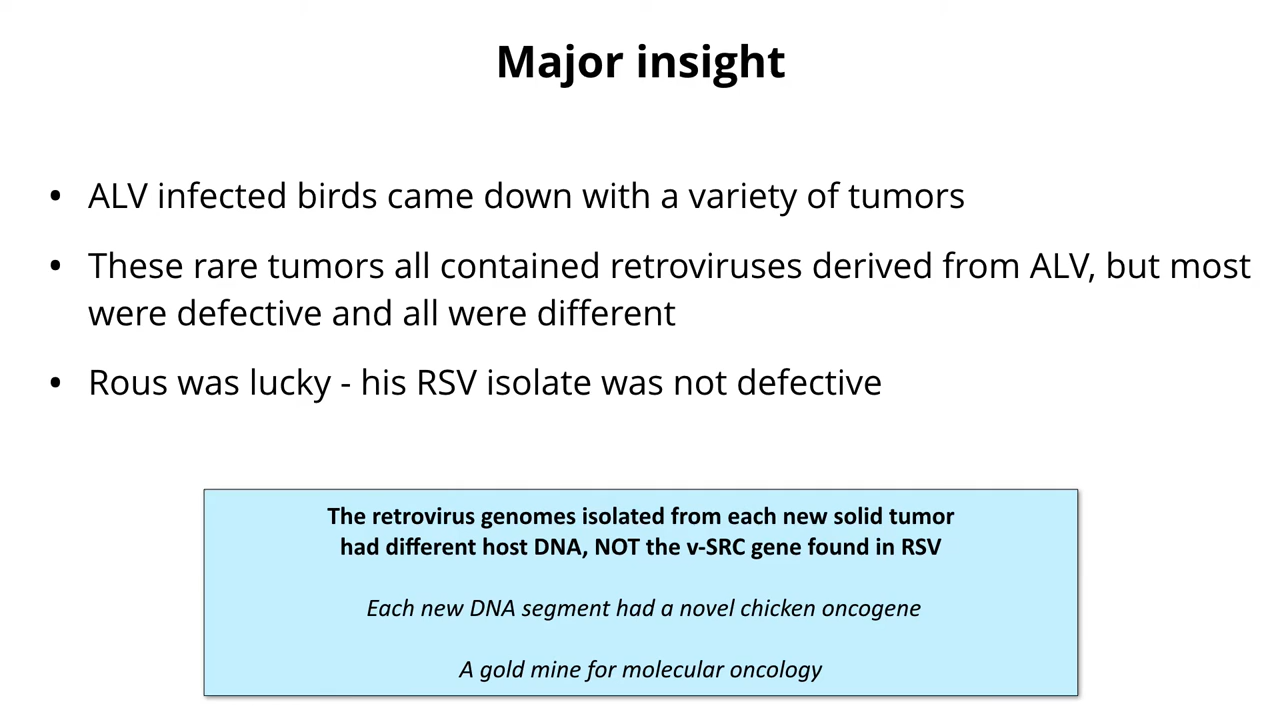 Major insight
• ALV infected birds came down with a variety of tumors
• These rare tumors all contained retroviruses derived from ALV, but most
were defective and all were different
• Rous was lucky - his RSV isolate was not defective
The retrovirus genomes isolated from each new solid tumor
had different host DNA, NOT the v-SRC gene found in RSV
Each new DNA segment had a novel chicken oncogene
A gold mine for molecular oncology